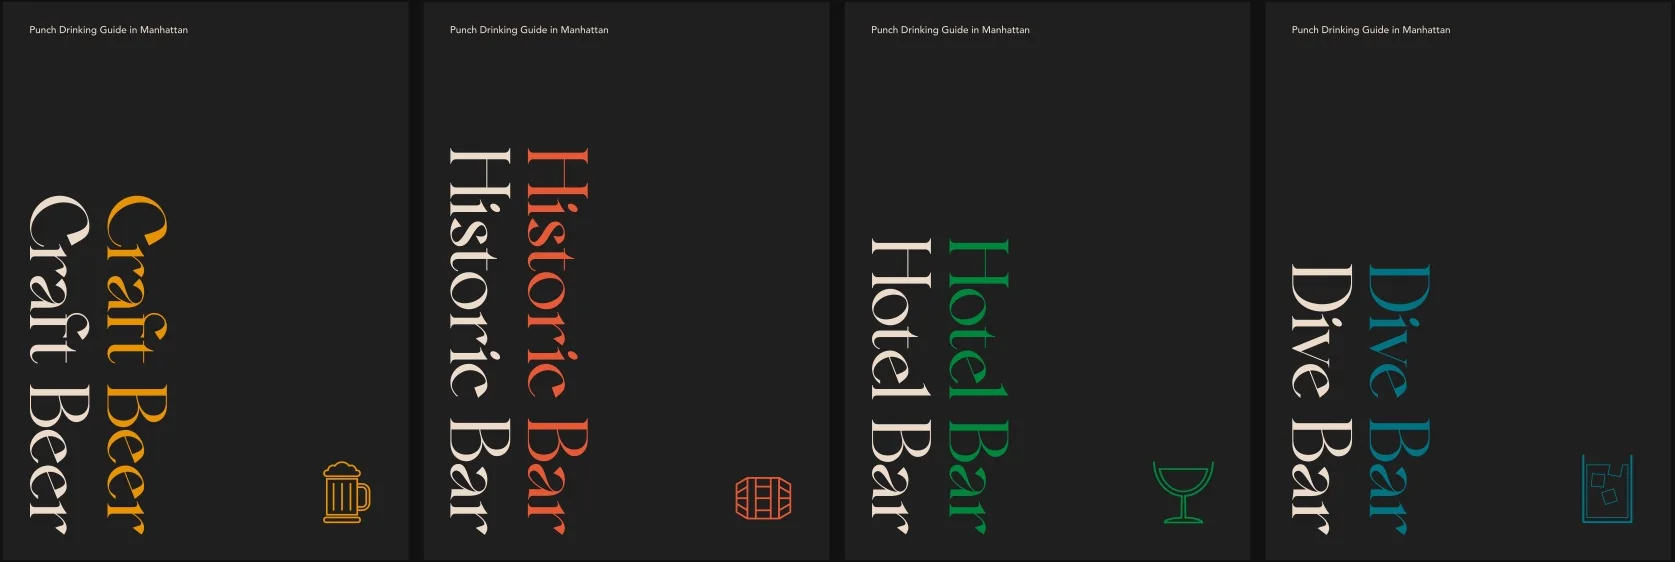 Punch Drinking Guide in Manhattan
Craft Beer
Craft Beer
Punch Drinking Guide in Manhattan
Historic Bar
Historic Bar
Punch Drinking Guide in Manhattan
Hotel Bar
Hotel Bar
Punch Drinking Guide in Manhattan
Dive Bar
Dive Bar